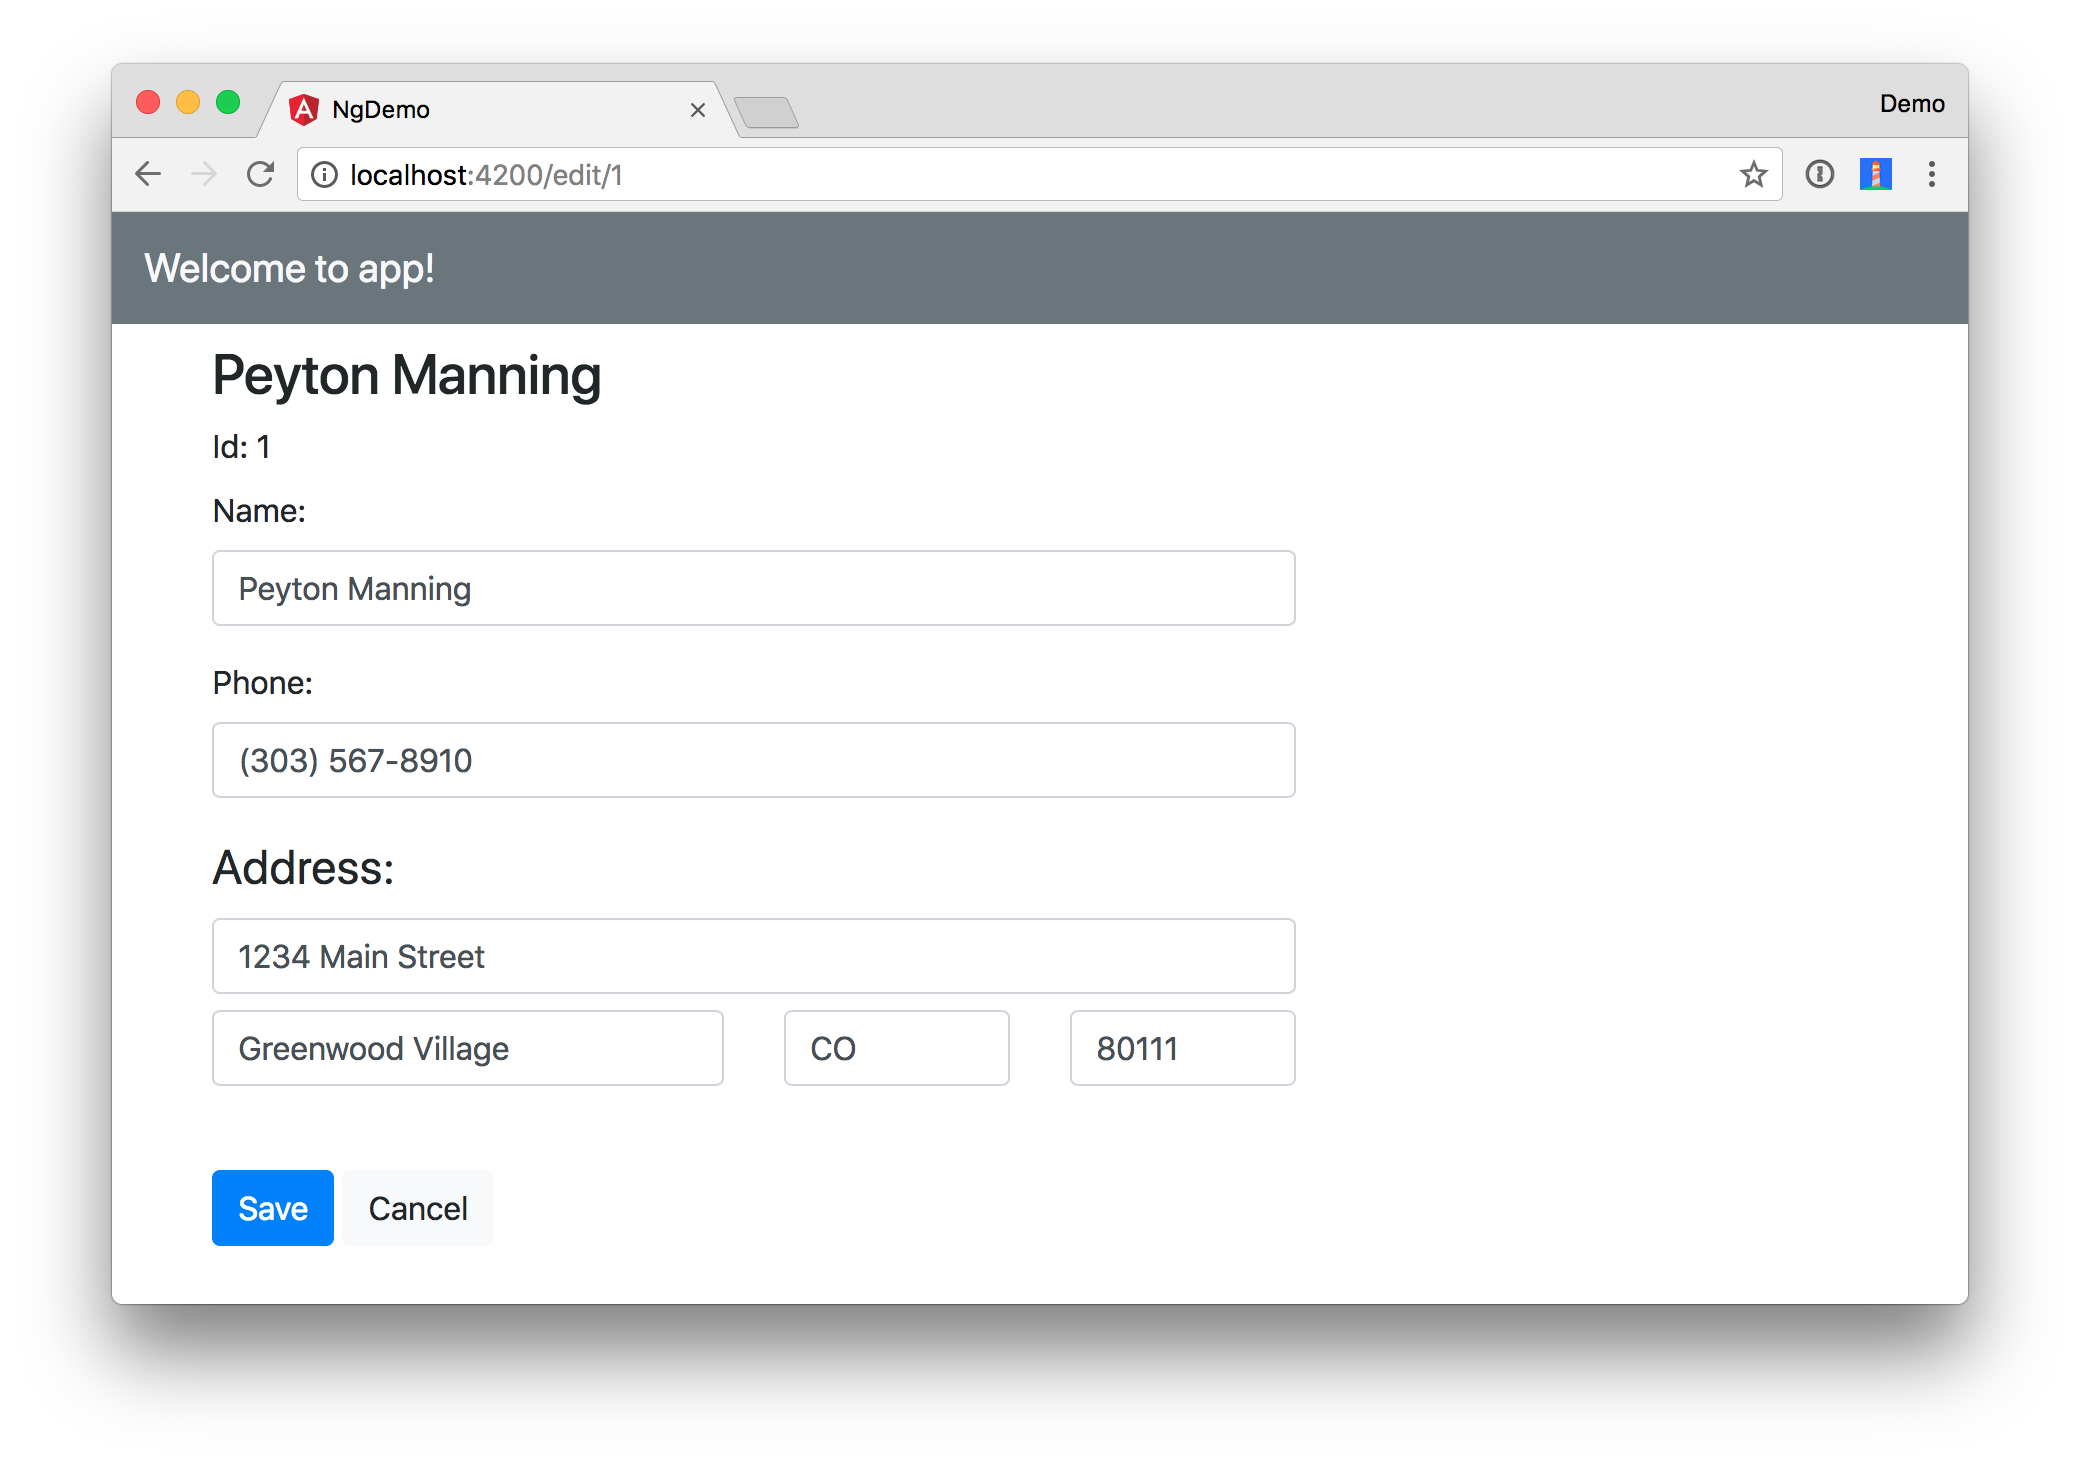 NgDemo
Demo
localhost:4200/edit/1
Welcome to app!
Peyton Manning
Id: 1
Name:
Peyton Manning
Phone:
(303) 567-8910
Address:
1234 Main Street
Greenwood Village CO 80111
Save Cancel